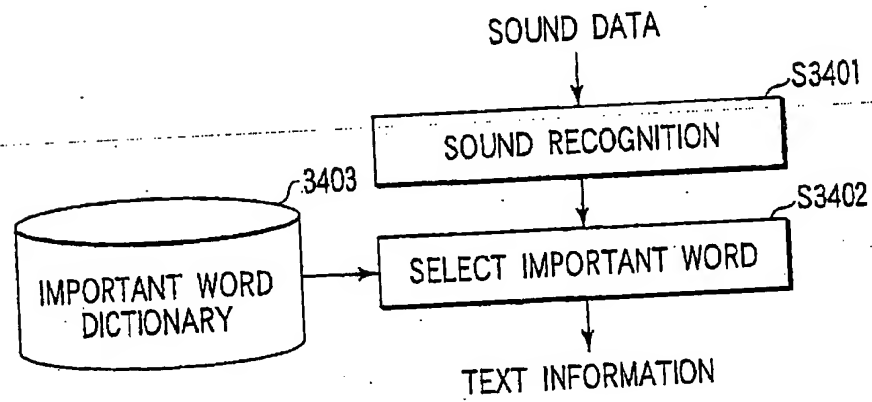 SOUND DATA
S3401
SOUND RECOGNITION
3403
S3402
IMPORTANT WORD
DICTIONARY
SELECT IMPORTANT WORD
TEXT INFORMATION